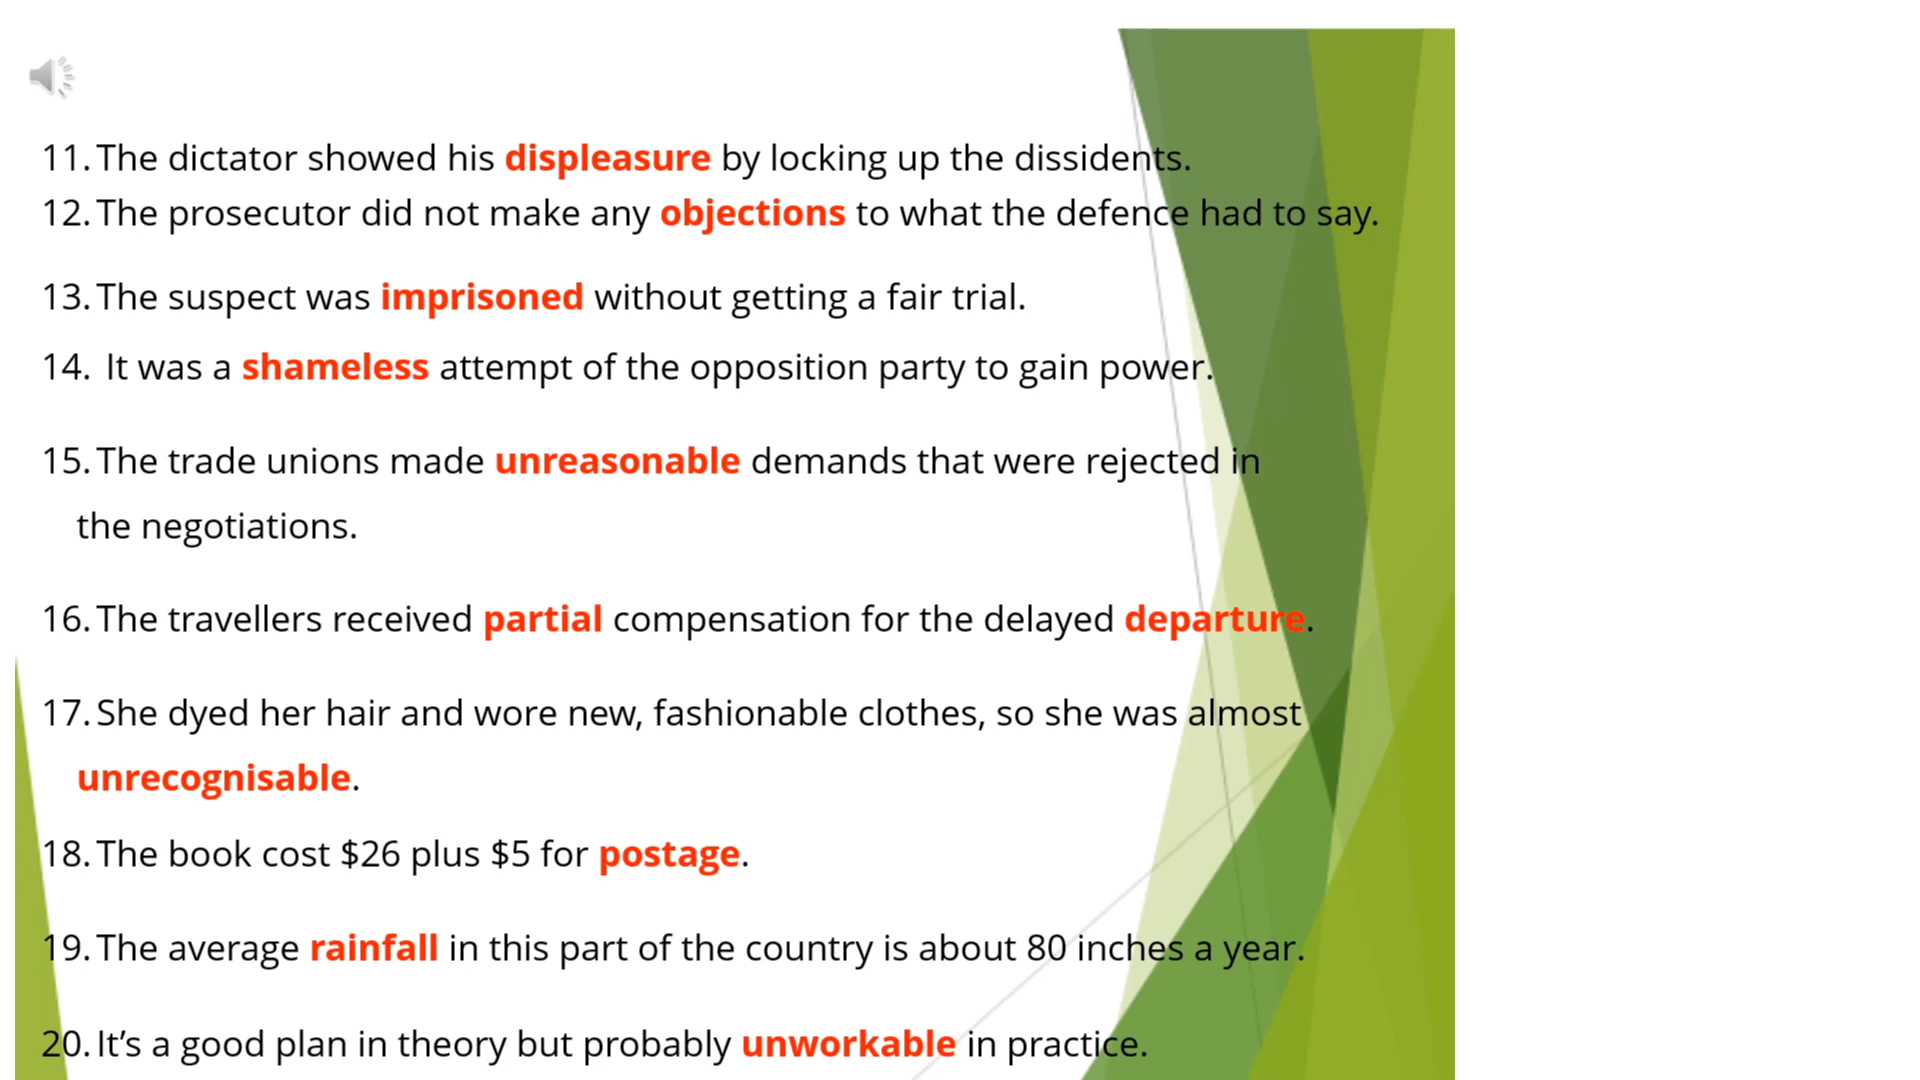 11. The dictator showed his displeasure by locking up the dissidents.
12. The prosecutor did not make any objections to what the defence had to say.
13. The suspect was imprisoned without getting a fair trial.
14. It was a shameless attempt of the opposition party to gain power.
15. The trade unions made unreasonable demands that were rejected in
the negotiations.
16. The travellers received partial compensation for the delayed departure.
17. She dyed her hair and wore new, fashionable clothes, so she was almost
unrecognisable.
18. The book cost $26 plus $5 for postage.
19. The average rainfall in this part of the country is about 80 inches a year.
20. It’s a good plan in theory but probably unworkable in practice.